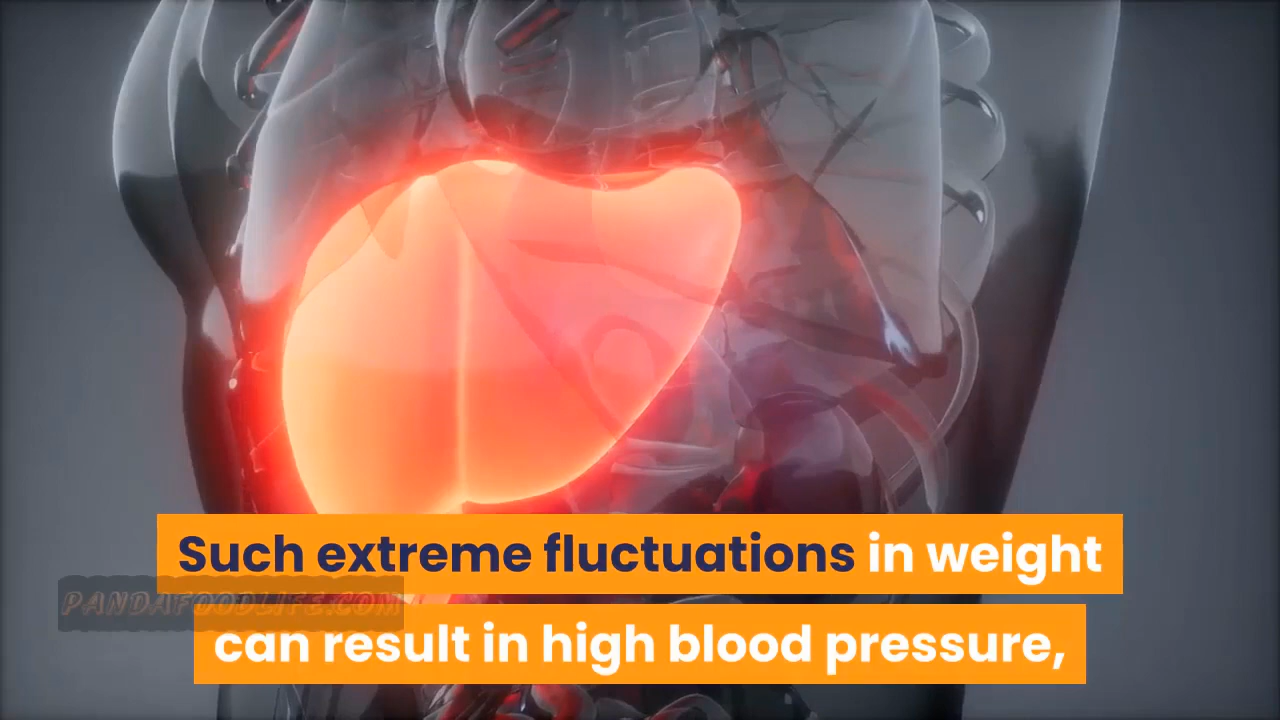 Such extreme fluctuations in weight
PANDAFOODLIFE.COM
can result in high blood pressure,